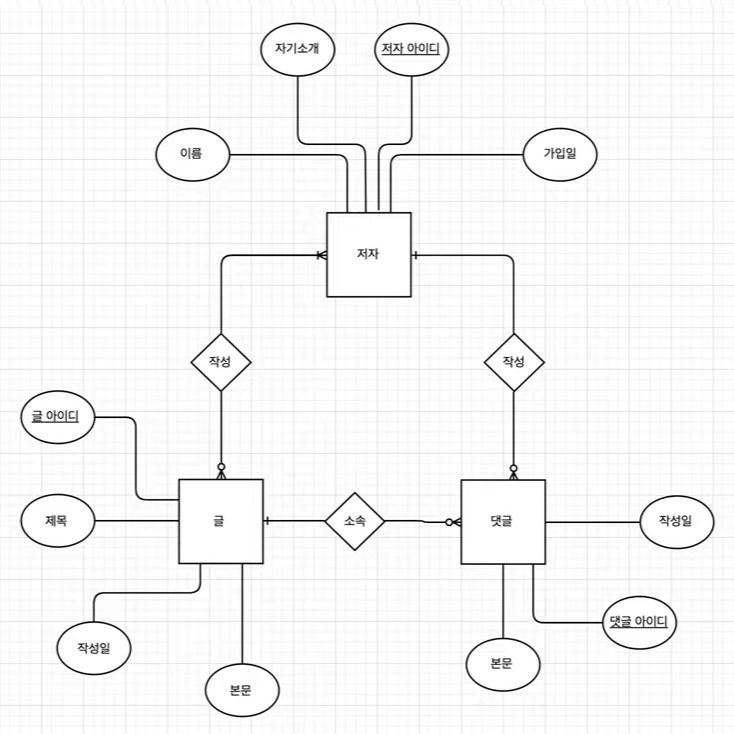 자기소개
저자 아이디
이름
가입일
저자
작성
작성
글 아이디
제목
글
소속
댓글
작성일
작성일
본문
본문
댓글 아이디